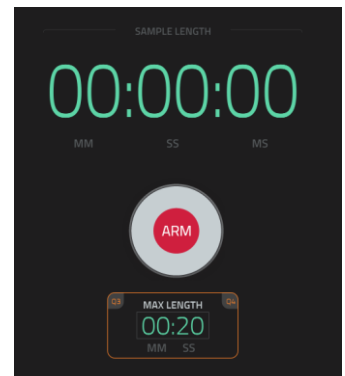 SAMPLE LENGTH
00:00:00
MM SS MS
ARM
Q3 Q4
MAX LENGTH
00:20
MM SS